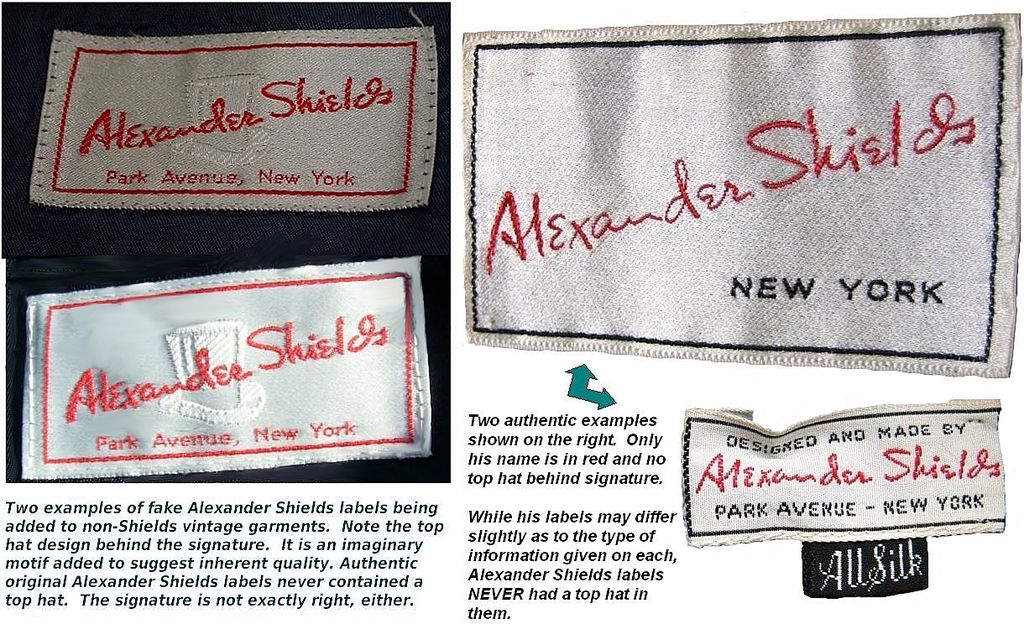 Alexander Shields
Park Avenue, New York
Alexander Shields
Park Avenue, New York
Two examples of fake Alexander Shields labels being
added to non-Shields vintage garments.  Note the top
hat design behind the signature.  It is an imaginary
motif added to suggest inherent quality. Authentic
original Alexander Shields labels never contained a
top hat.  The signature is not exactly right, either.
Alexander Shields
NEW YORK
Two authentic examples
shown on the right.  Only
his name is in red and no
top hat behind signature.
While his labels may differ
slightly as to the type of
information given on each,
Alexander Shields labels
NEVER had a top hat in
them.
DESIGNED AND MADE BY
Alexander Shields
PARK AVENUE - NEW YORK
All Silk